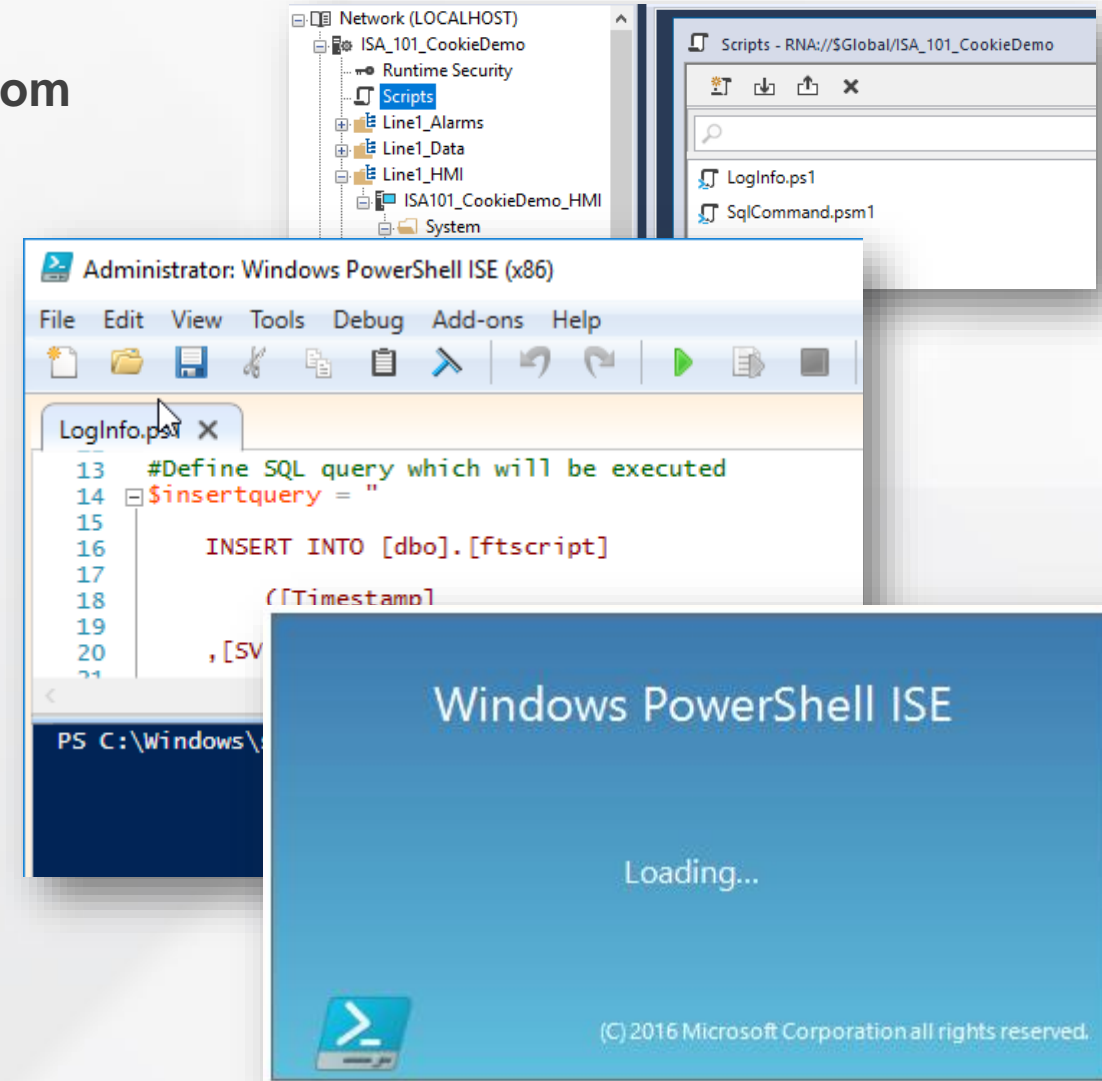 om
Network (LOCALHOST)
ISA_101_CookieDemo
Runtime Security
Scripts
Line1_Alarms
Line1_Data
Line1_HMI
ISA101_CookieDemo_HMI
System
Scripts - RNA://$Global/ISA_101_CookieDemo
LogInfo.ps1
SqlCommand.psm1
Administrator: Windows PowerShell ISE (x86)
File Edit View Tools Debug Add-ons Help
LogInfo.ps1
13 #Define SQL query which will be executed
14 $insertquery = "
15
16 INSERT INTO [dbo].[ftscript]
17
18 ([Timestamp]
19
20 ,[SV
21
PS C:\Windows\
Windows PowerShell ISE
Loading...
(C) 2016 Microsoft Corporation all rights reserved.